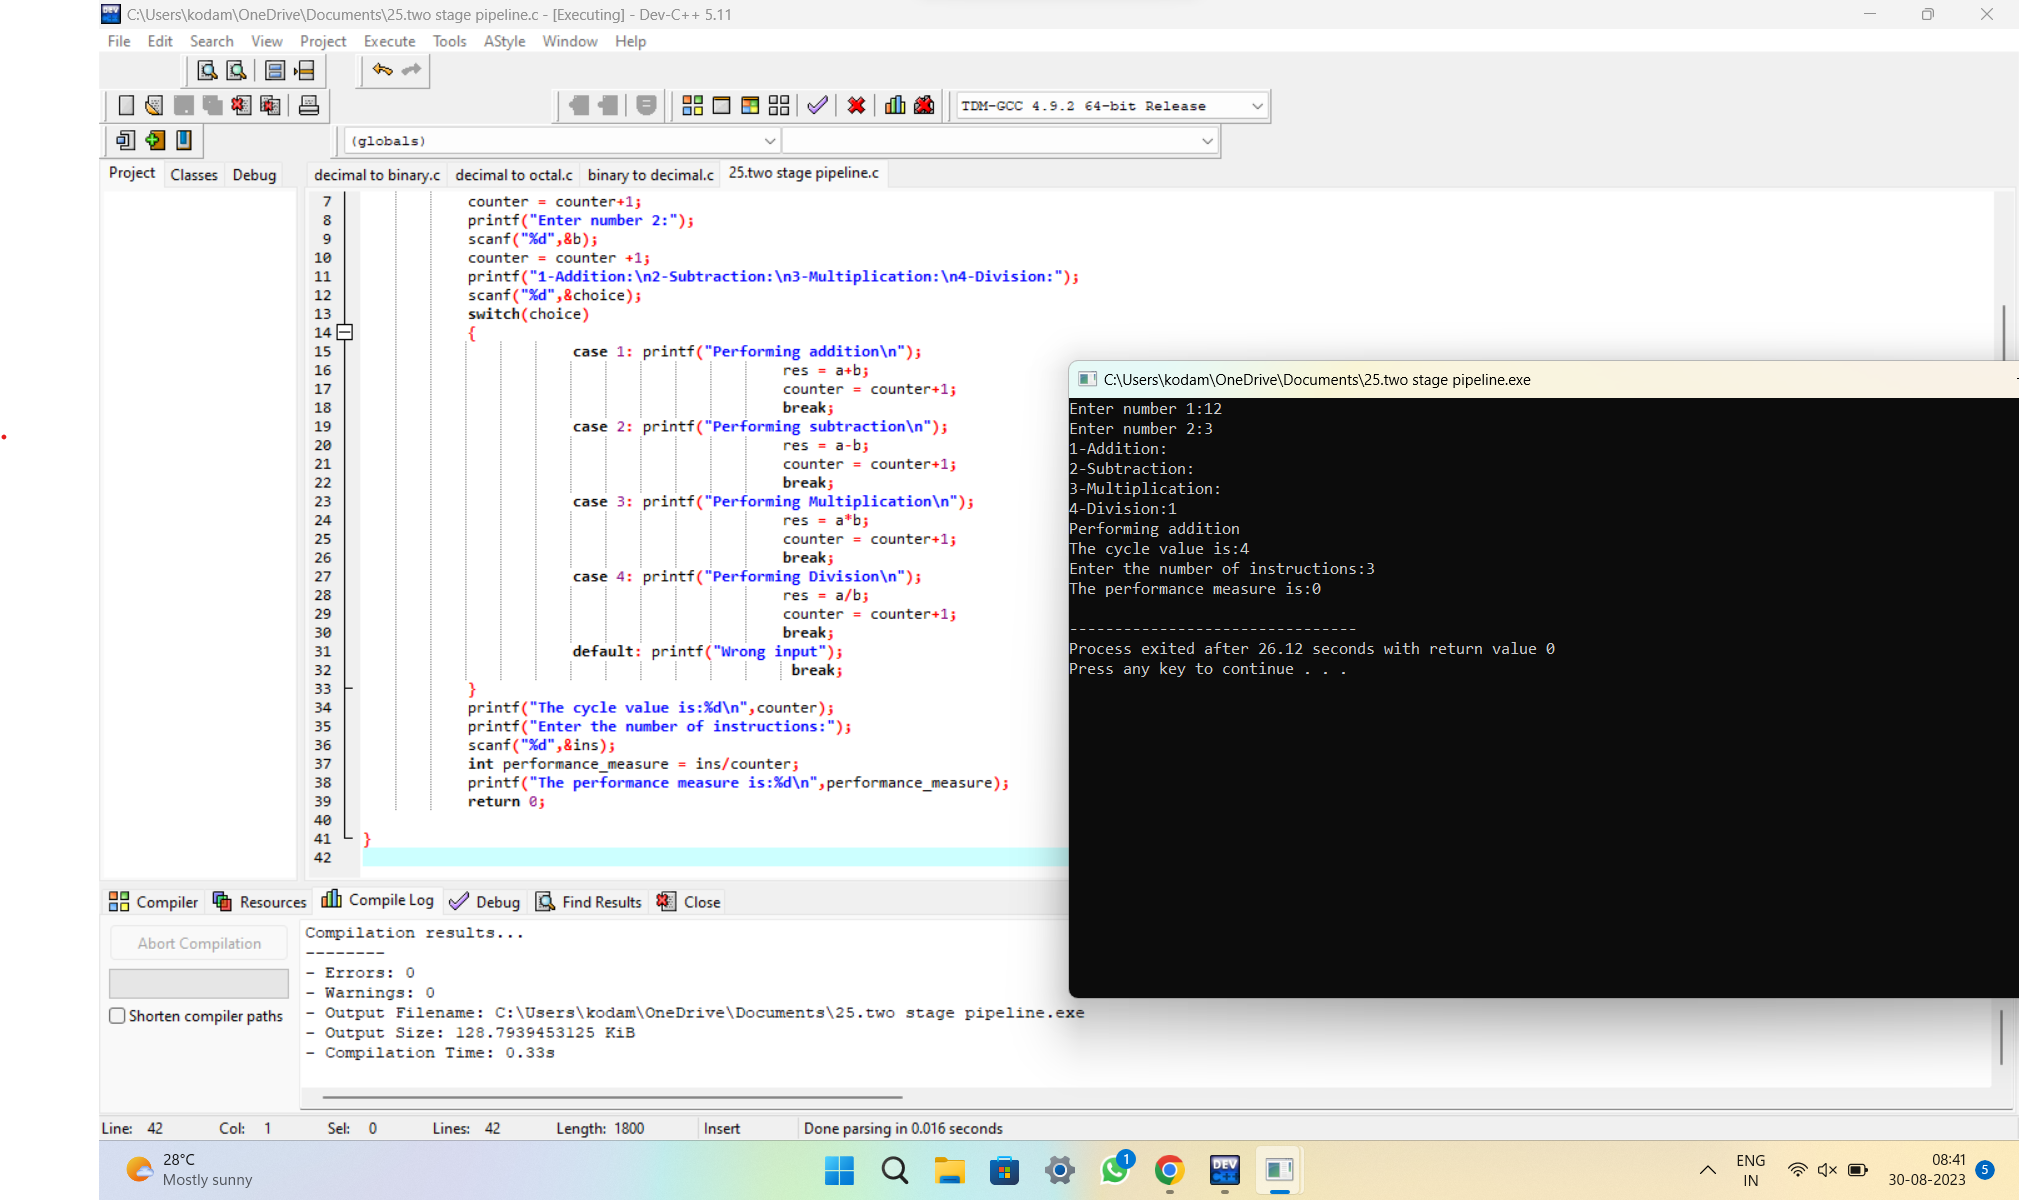 C:\Users\kodam\OneDrive\Documents\25.two stage pipeline.c - [Executing] - Dev-C++ 5.11
File Edit Search View Project Execute Tools AStyle Window Help
TDM-GCC 4.9.2 64-bit Release
(globals)
Project Classes Debug
decimal to binary.c decimal to octal.c binary to decimal.c 25.two stage pipeline.c
7 counter = counter+1;
8 printf("Enter number 2:");
9 scanf("%d",&b);
10 counter = counter +1;
11 printf("1-Addition:\n2-Subtraction:\n3-Multiplication:\n4-Division:");
12 scanf("%d",&choice);
13 switch(choice)
14 {
15 case 1: printf("Performing addition\n");
16 res = a+b;
17 counter = counter+1;
18 break;
19 case 2: printf("Performing subtraction\n");
20 res = a-b;
21 counter = counter+1;
22 break;
23 case 3: printf("Performing Multiplication\n");
24 res = a*b;
25 counter = counter+1;
26 break;
27 case 4: printf("Performing Division\n");
28 res = a/b;
29 counter = counter+1;
30 break;
31 default: printf("Wrong input");
32 break;
33 }
34 printf("The cycle value is:%d\n",counter);
35 printf("Enter the number of instructions:");
36 scanf("%d",&ins);
37 int performance_measure = ins/counter;
38 printf("The performance measure is:%d\n",performance_measure);
39 return 0;
40
41 }
42
C:\Users\kodam\OneDrive\Documents\25.two stage pipeline.exe
Enter number 1:12
Enter number 2:3
1-Addition:
2-Subtraction:
3-Multiplication:
4-Division:1
Performing addition
The cycle value is:4
Enter the number of instructions:3
The performance measure is:0
--------------------------------
Process exited after 26.12 seconds with return value 0
Press any key to continue . . .
Compiler Resources Compile Log Debug Find Results Close
Abort Compilation
Shorten compiler paths
Compilation results...
--------
- Errors: 0
- Warnings: 0
- Output Filename: C:\Users\kodam\OneDrive\Documents\25.two stage pipeline.exe
- Output Size: 128.7939453125 KiB
- Compilation Time: 0.33s
Line: 42 Col: 1 Sel: 0 Lines: 42 Length: 1800 Insert Done parsing in 0.016 seconds
28°C
Mostly sunny
1
DEV
ENG
IN
08:41
30-08-2023
5